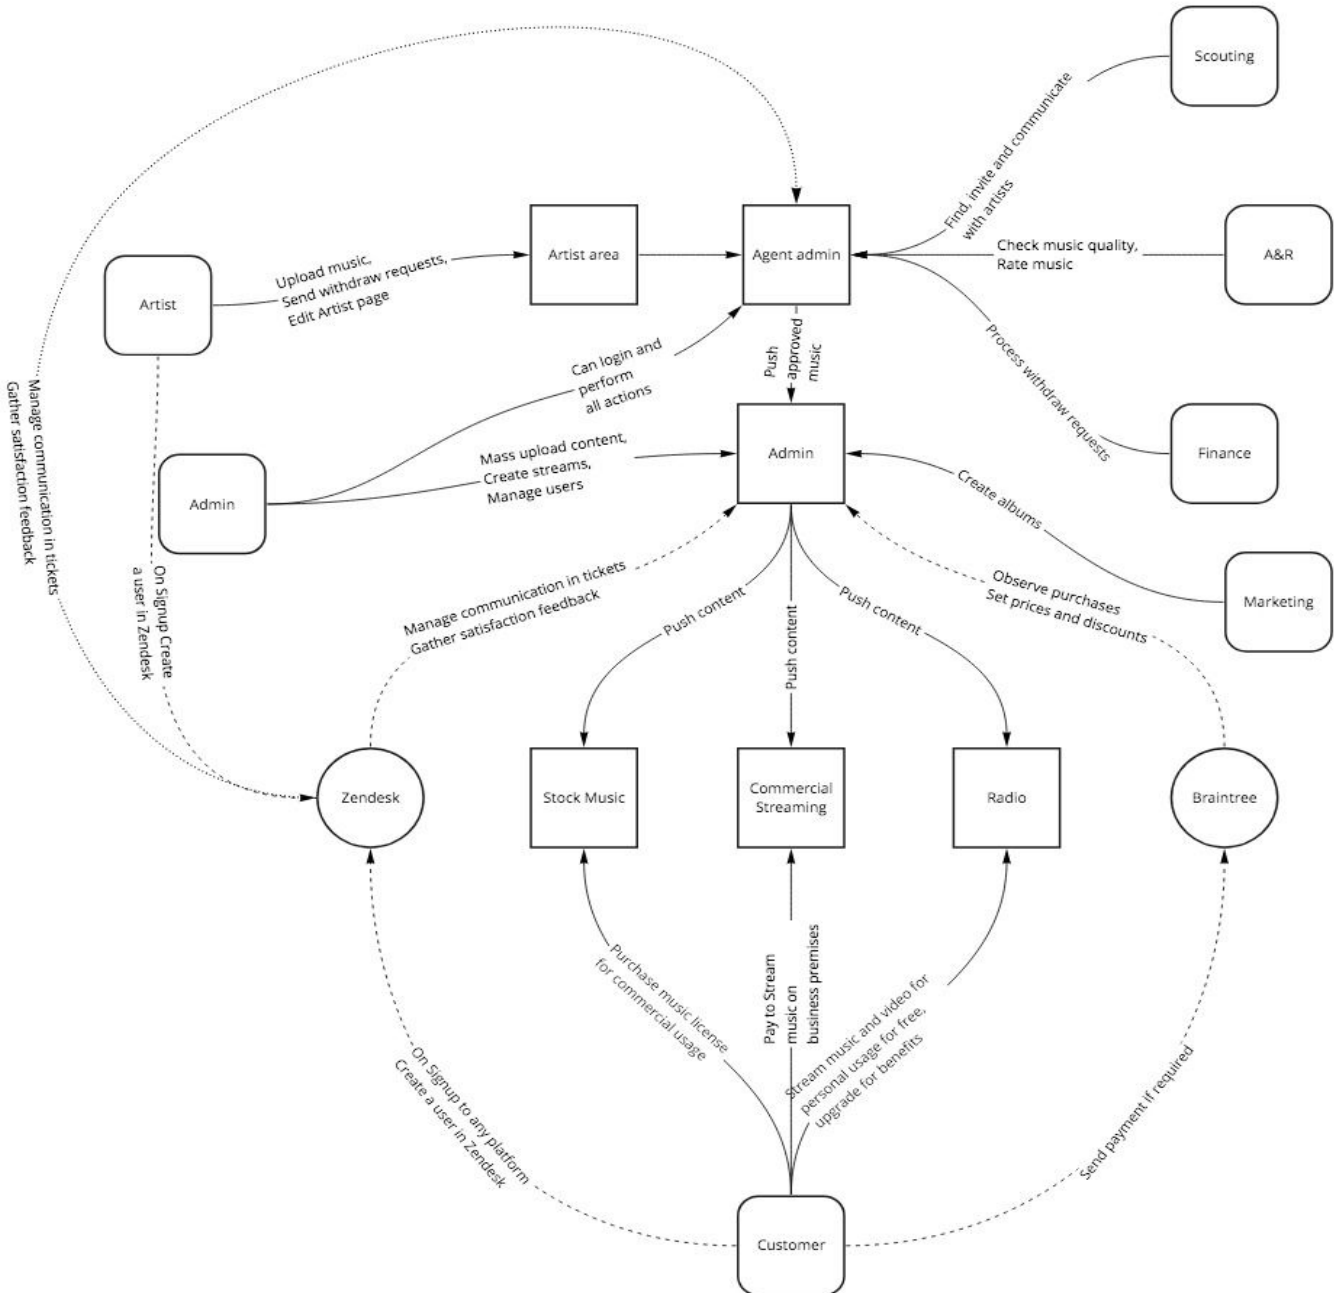 Scouting
Find, invite and communicate
with artists
Artist
Upload music,
Send withdraw requests,
Edit Artist page
Artist area
Agent admin
Check music quality,
Rate music
A&R
Process withdraw requests
Finance
Push
approved
music
Can login and
perform
all actions
Admin
Mass upload content,
Create streams,
Manage users
Admin
Create albums
Marketing
Manage communication in tickets
Gather satisfaction feedback
On Signup Create
a user in Zendesk
Manage communication in tickets
Gather satisfaction feedback
Push content
Push content
Push content
Observe purchases
Set prices and discounts
Zendesk
Stock Music
Commercial
Streaming
Radio
Braintree
Purchase music license
for commercial usage
Pay to Stream
music on
business premises
Stream music and video for
personal usage for free,
upgrade for benefits
On Signup to any platform
Create a user in Zendesk
Send payment if required
Customer